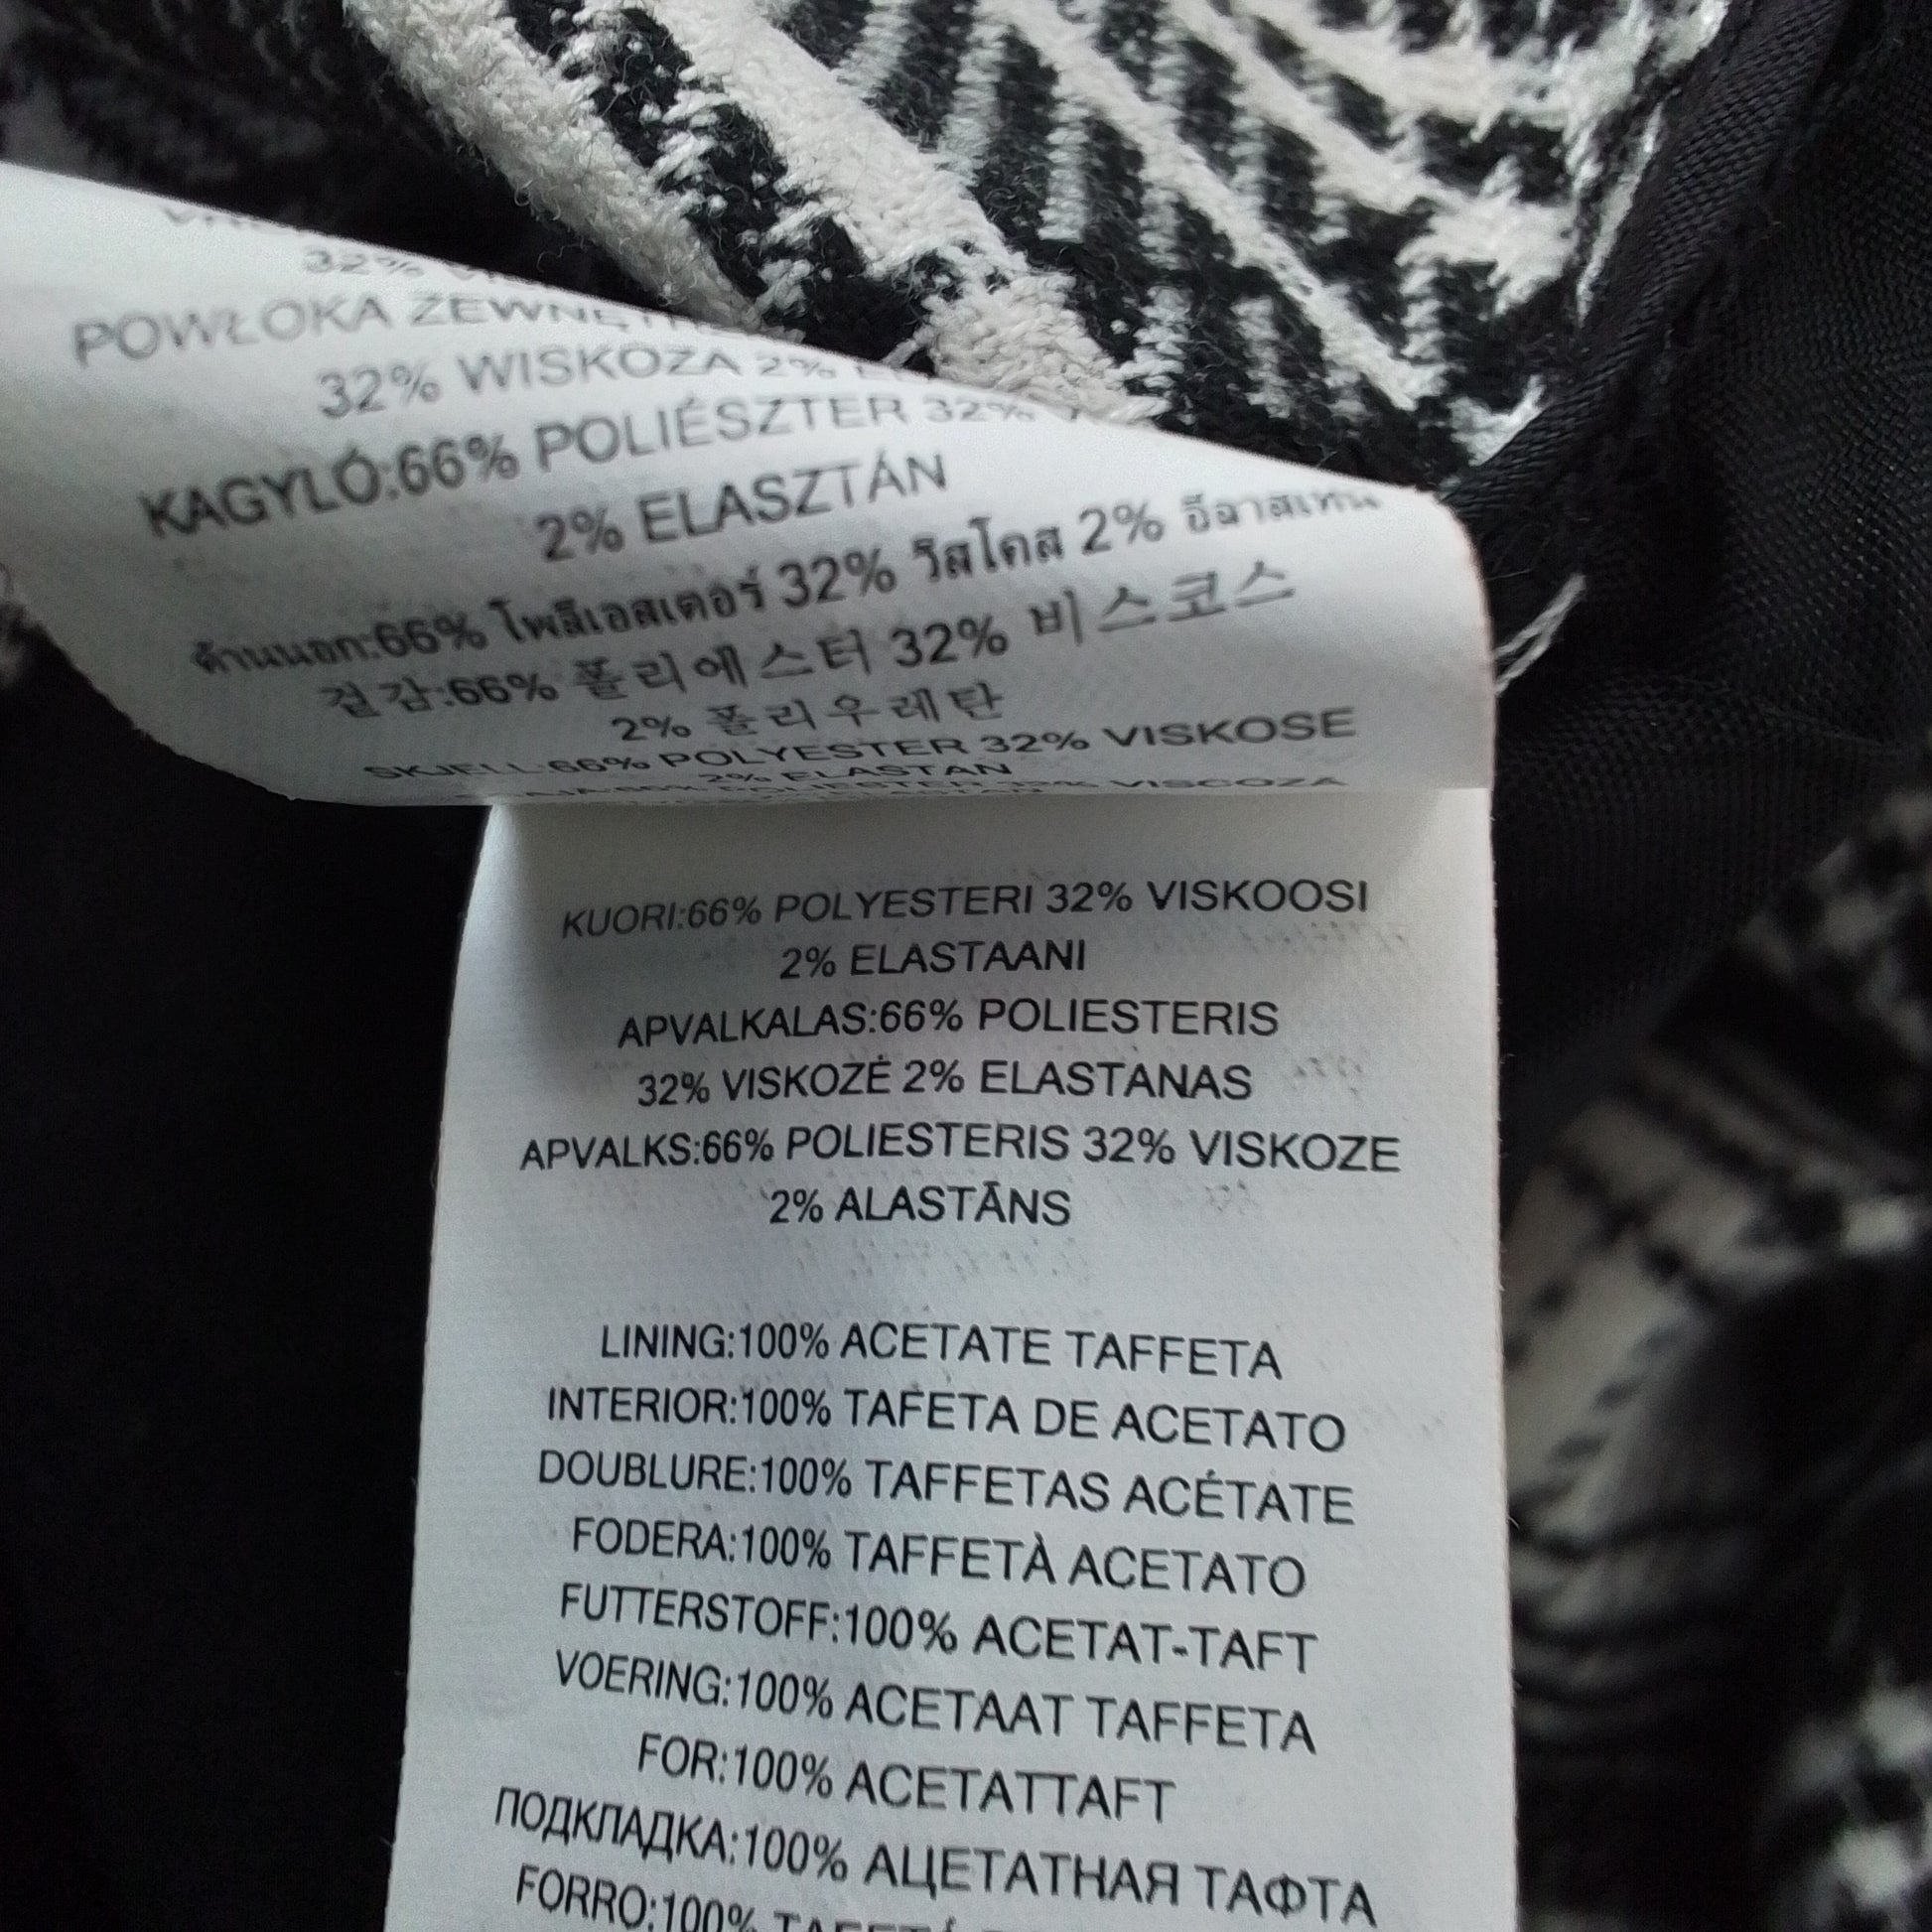 32%
POWŁOKA
32% WISKOZA 2%
KAGYLÓ:66% POLIÉSZTER 32%
2% ELASZTÁN
ด้านนอก:66% โพลีเอสเตอร์ 32% วิสโคส 2% อีลาสเทน
겉감:66% 폴리에스터 32% 비스코스
2% 폴리우레탄
SKJELL:66% POLYESTER 32% VISKOSE
2% ELASTAN
VISCOZA
KUORI:66% POLYESTERI 32% VISKOOSI
2% ELASTAANI
APVALKALAS:66% POLIESTERIS
32% VISKOZĖ 2% ELASTANAS
APVALKS:66% POLIESTERIS 32% VISKOZE
2% ALASTĀNS
LINING:100% ACETATE TAFFETA
INTERIOR:100% TAFETA DE ACETATO
DOUBLURE:100% TAFFETAS ACÉTATE
FODERA:100% TAFFETÀ ACETATO
FUTTERSTOFF:100% ACETAT-TAFT
VOERING:100% ACETAAT TAFFETA
FOR:100% ACETATTAFT
ПОДКЛАДКА:100% АЦЕТАТНАЯ ТАФТА
FORRO:100%